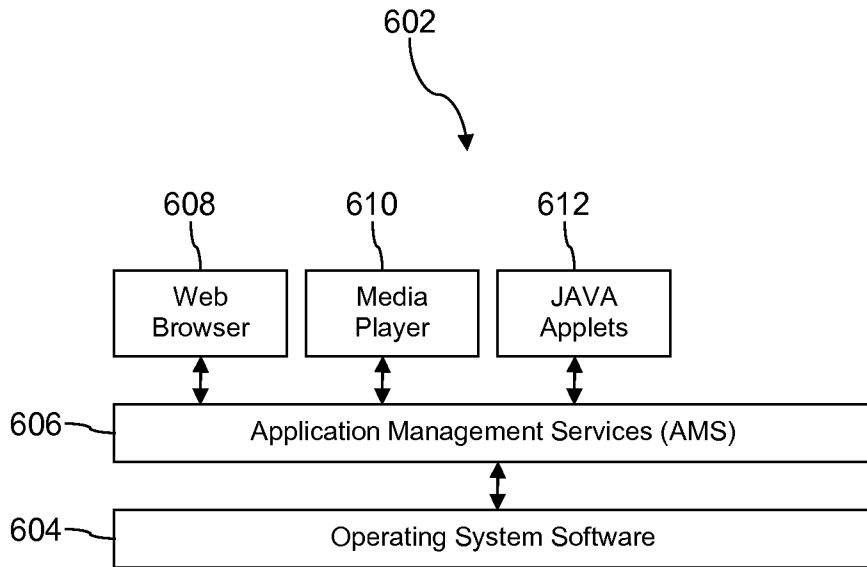 602
608
610
612
Web
Browser
Media
Player
JAVA
Applets
606
Application Management Services (AMS)
604
Operating System Software